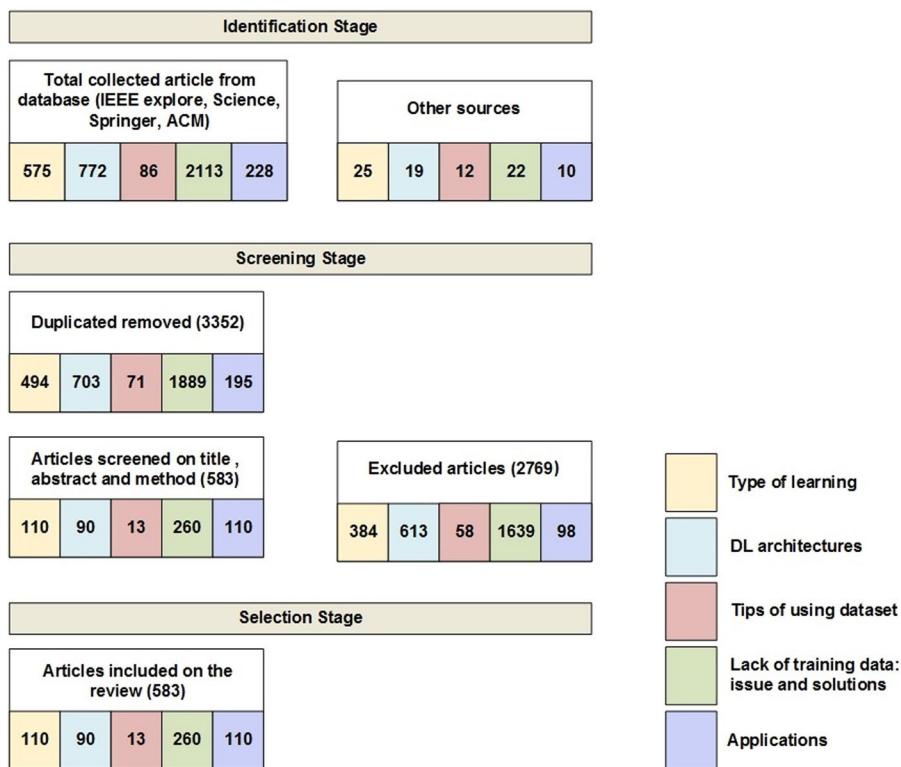 Identification Stage
Total collected article from
database (IEEE explore, Science,
Springer, ACM)
575 772 86 2113 228
Other sources
25 19 12 22 10
Screening Stage
Duplicated removed (3352)
494 703 71 1889 195
Articles screened on title ,
abstract and method (583)
110 90 13 260 110
Excluded articles (2769)
384 613 58 1639 98
Selection Stage
Articles included on the
review (583)
110 90 13 260 110
Type of learning
DL architectures
Tips of using dataset
Lack of training data:
issue and solutions
Applications